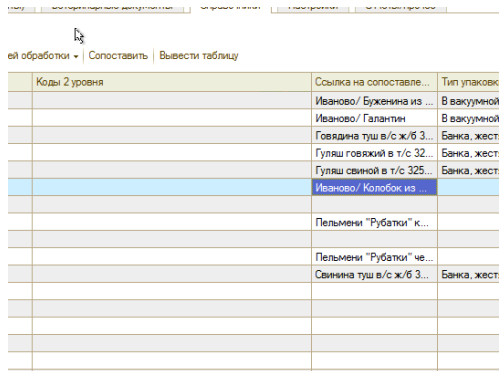 ей обработки Сопоставить Вывести таблицу
Коды 2 уровня Ссылка на сопоставле... Тип упаковк
Иваново/ Буженина из ... В вакуумной
Иваново/ Галантин В вакуумной
Говядина туш в/с ж/б 3... Банка, жест
Гуляш говяжий в/с 32... Банка, жест
Гуляш свиной в/с 325... Банка, жест
Иваново/ Колобок из ...
Пельмени "Рубатки" к...
Пельмени "Рубатки" че...
Свинина туш в/с ж/б 3... Банка, жест